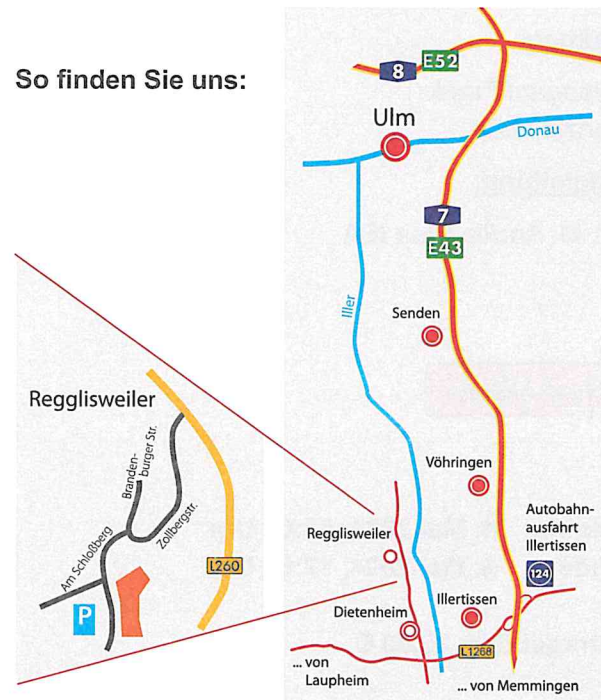 So finden Sie uns:
8
E52
Ulm
Donau
7
E43
Iller
Senden
Vöhringen
Autobahn-
ausfahrt
Illertissen
124
Regglisweiler
Dietenheim
Illertissen
L1268
... von
Laupheim
... von Memmingen
Regglisweiler
Branden-
burger Str.
Zollbergstr.
Am Schloßberg
L260
P